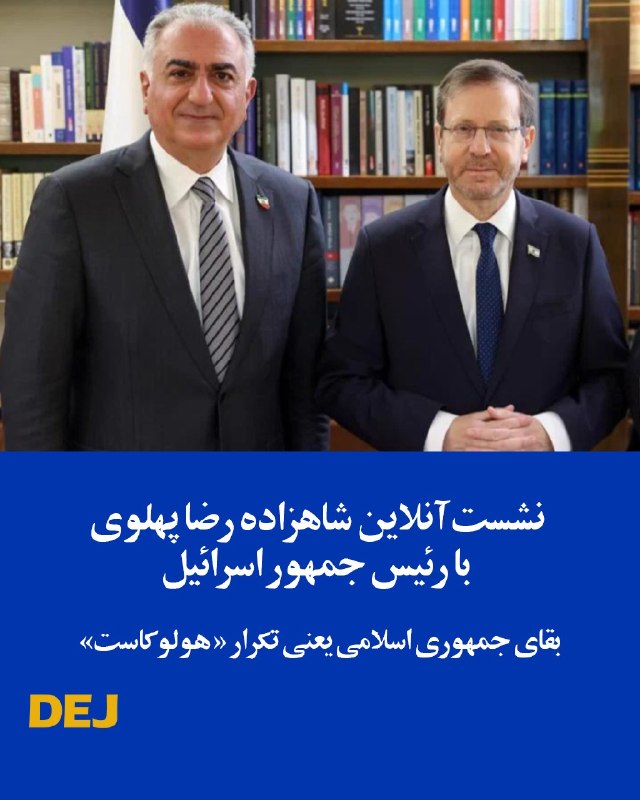 نشست آنلاین شاهزاده رضا پهلوی
با رئیس جمهور اسرائیل
بقای جمهوری اسلامی یعنی تکرار «هولوکاست»
DEJ